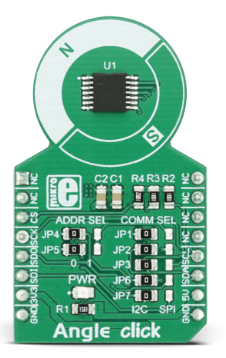 N
U1
S
NC
NC
CS
SCK
SDO
SDI
3V3
GND
NC
NC
NC
NC
SDA
SCL
5V
GND
micro
e
C2 C1
R4 R3 R2
ADDR SEL
COMM SEL
JP4
JP1
JP5
JP2
0 1
JP3
PWR
JP6
R1
JP7
I2C SPI
Angle click